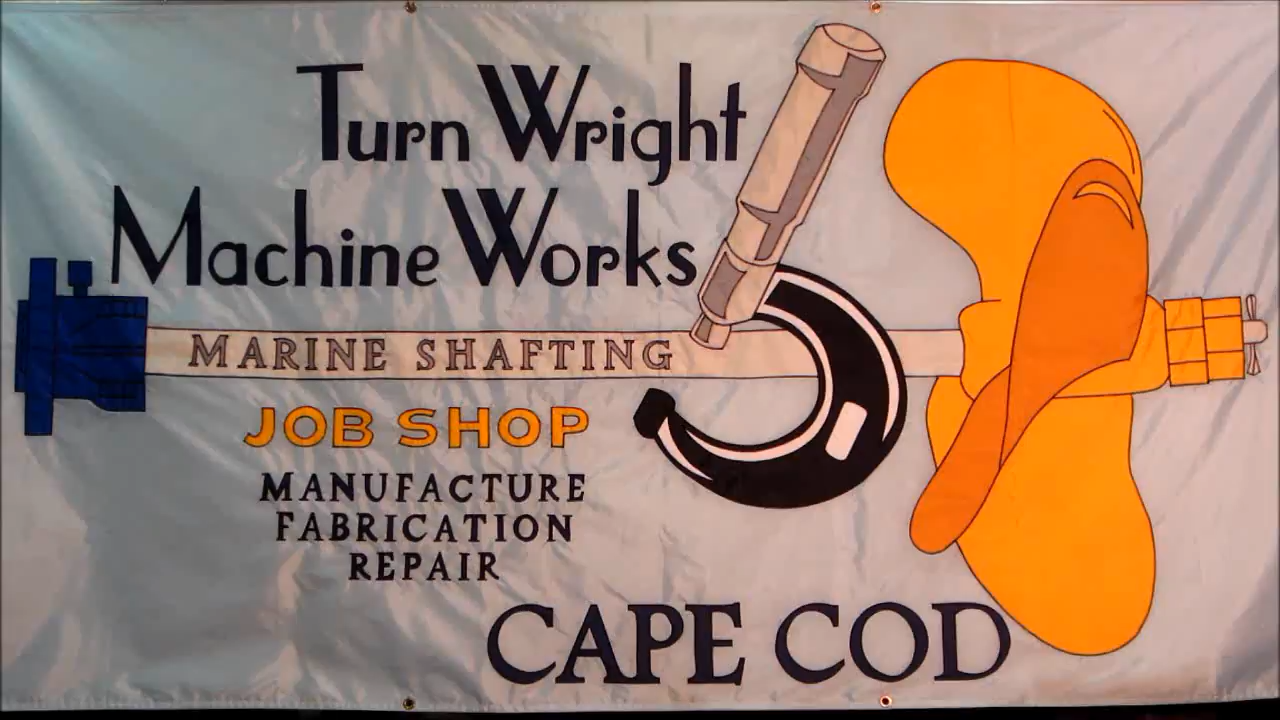 Turn Wright
Machine Works
MARINE SHAFTING
JOB SHOP
MANUFACTURE
FABRICATION
REPAIR
CAPE COD